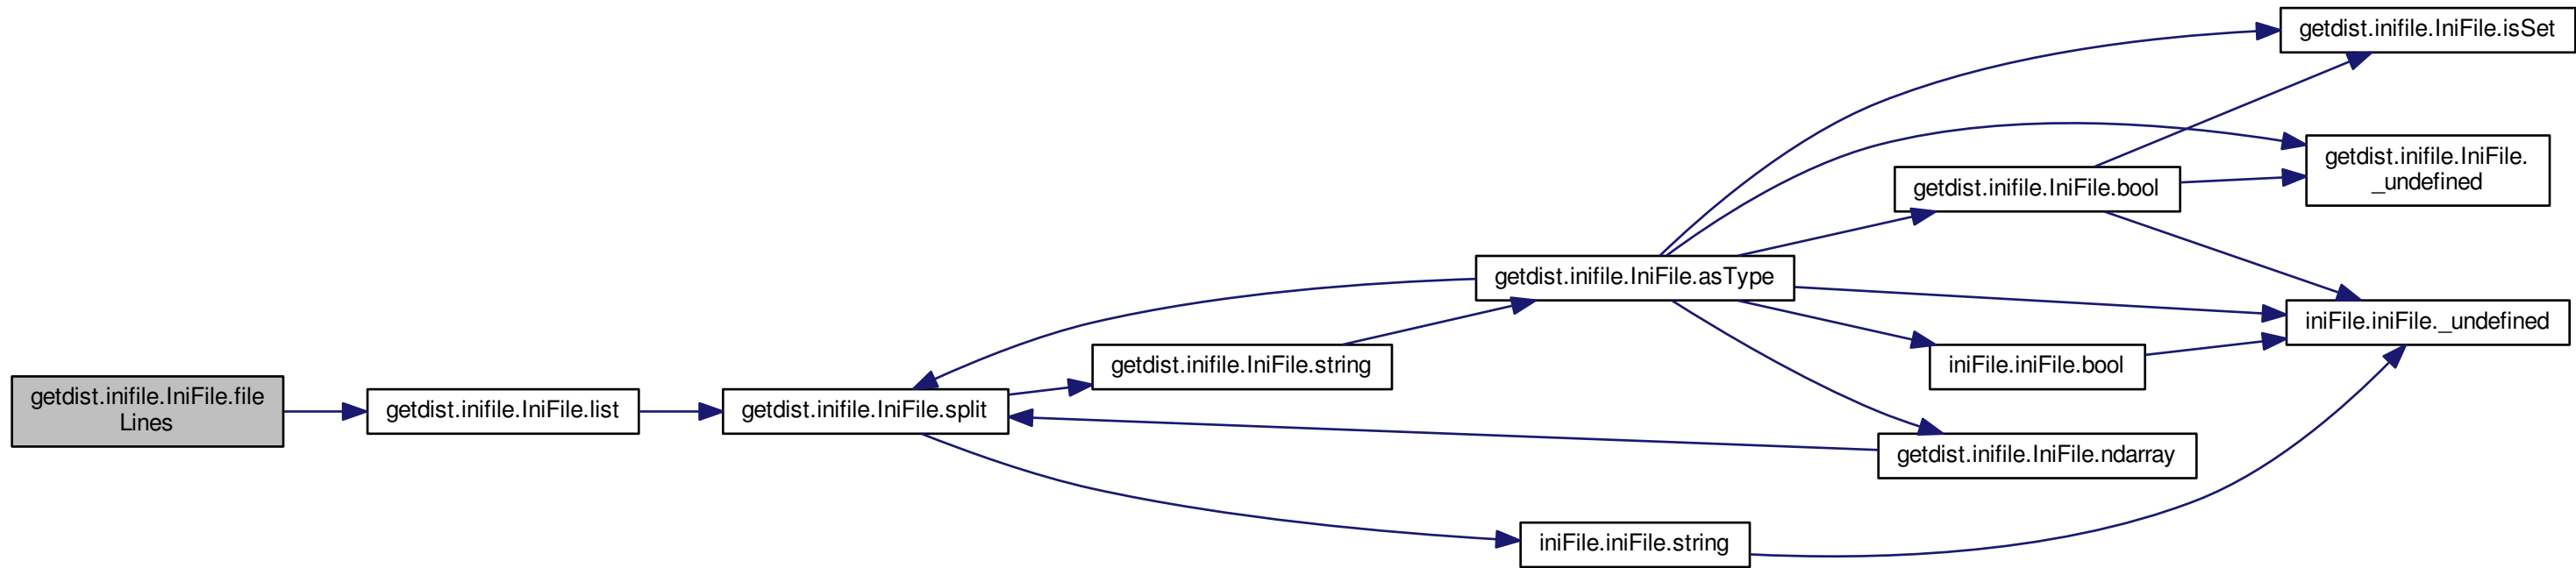 getdist.inifile.IniFile.file
Lines
getdist.inifile.IniFile.list
getdist.inifile.IniFile.split
getdist.inifile.IniFile.string
iniFile.iniFile.string
getdist.inifile.IniFile.asType
getdist.inifile.IniFile.bool
iniFile.iniFile.bool
getdist.inifile.IniFile.ndarray
getdist.inifile.IniFile.isSet
getdist.inifile.IniFile.
_undefined
iniFile.iniFile._undefined